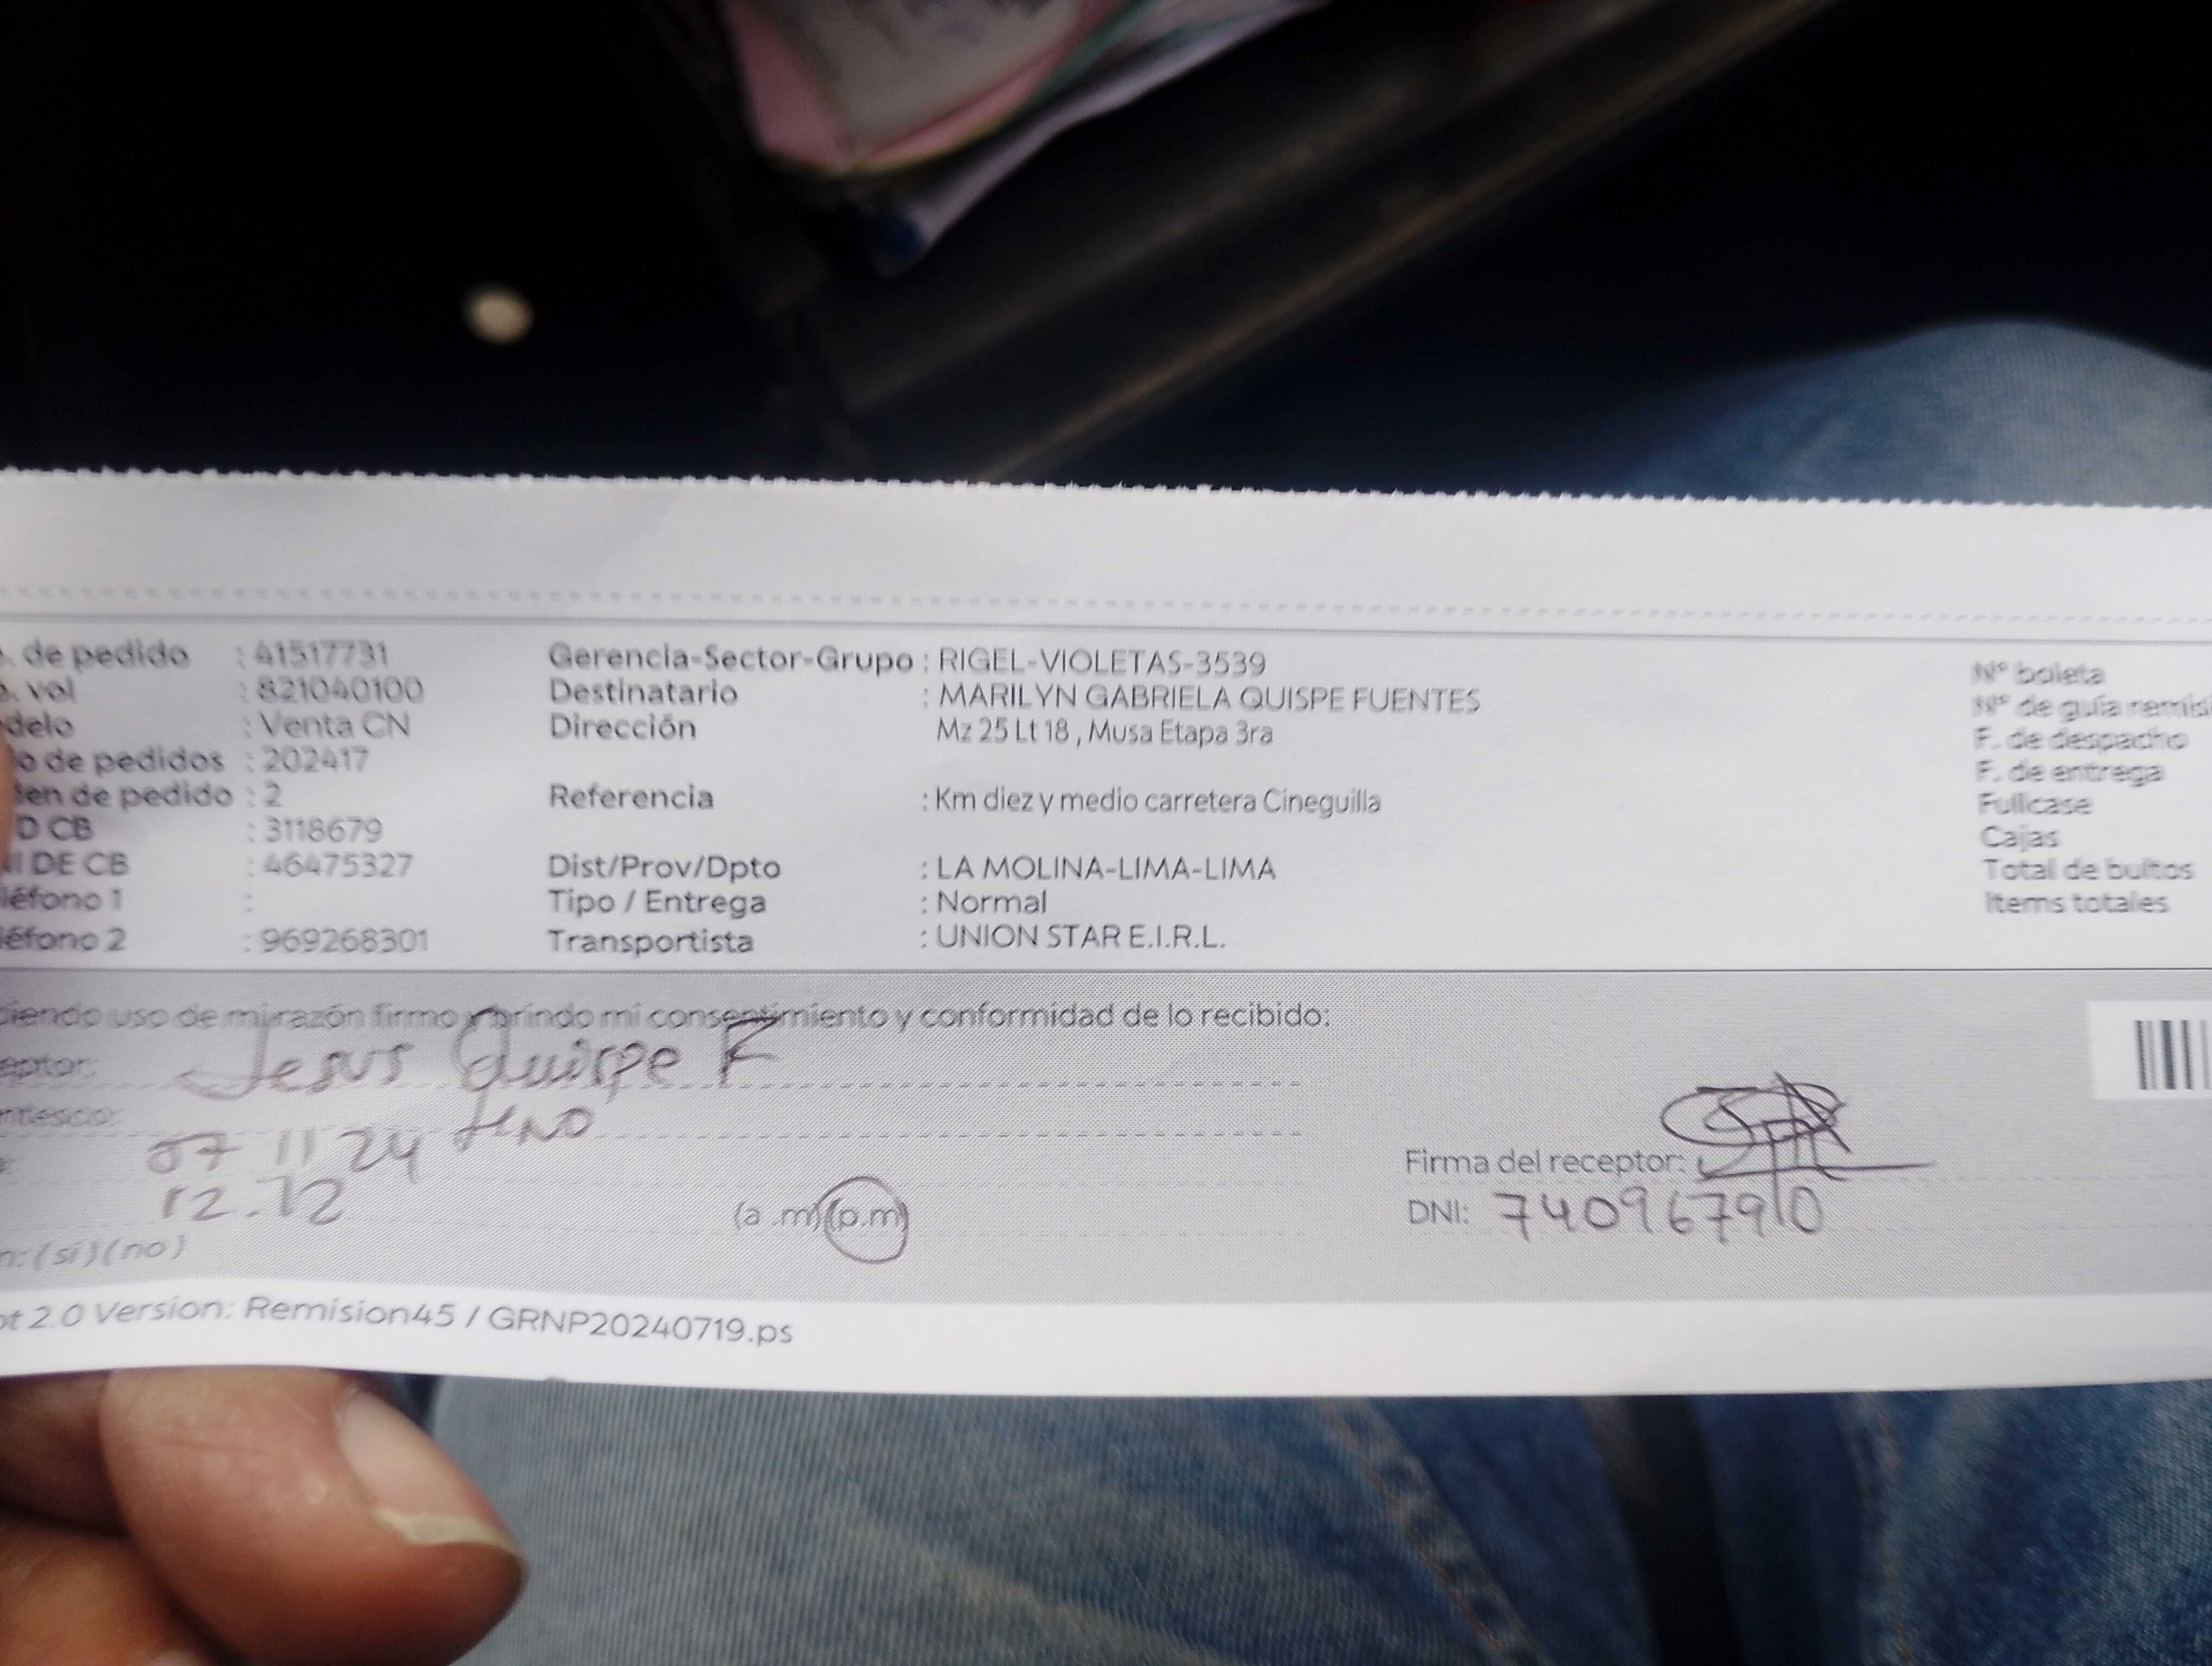 . de pedido : 41517731
. vol : 821040100
delo : Venta CN
o de pedidos : 202417
den de pedido : 2
D CB : 3118679
NI DE CB : 46475327
léfono 1 :
léfono 2 : 969268301
Gerencia-Sector-Grupo : RIGEL-VIOLETAS-3539
Destinatario : MARILYN GABRIELA QUISPE FUENTES
Dirección Mz 25 Lt 18 , Musa Etapa 3ra
Referencia : Km diez y medio carretera Cineguilla
Dist/Prov/Dpto : LA MOLINA-LIMA-LIMA
Tipo / Entrega : Normal
Transportista : UNION STAR E.I.R.L.
Nº boleta
Nº de guía remisi
F. de despacho
F. de entrega
Fullcase
Cajas
Total de bultos
Items totales
ciendo uso de mi razón firmo y brindo mi consentimiento y conformidad de lo recibido:
eptor: Jesus Quispe F
ntesco: HNO
07 11 24
12.12 (a .m) (p.m)
n: (si) (no)
Firma del receptor:
DNI: 74096790
ot 2.0 Version: Remision45 / GRNP20240719.ps